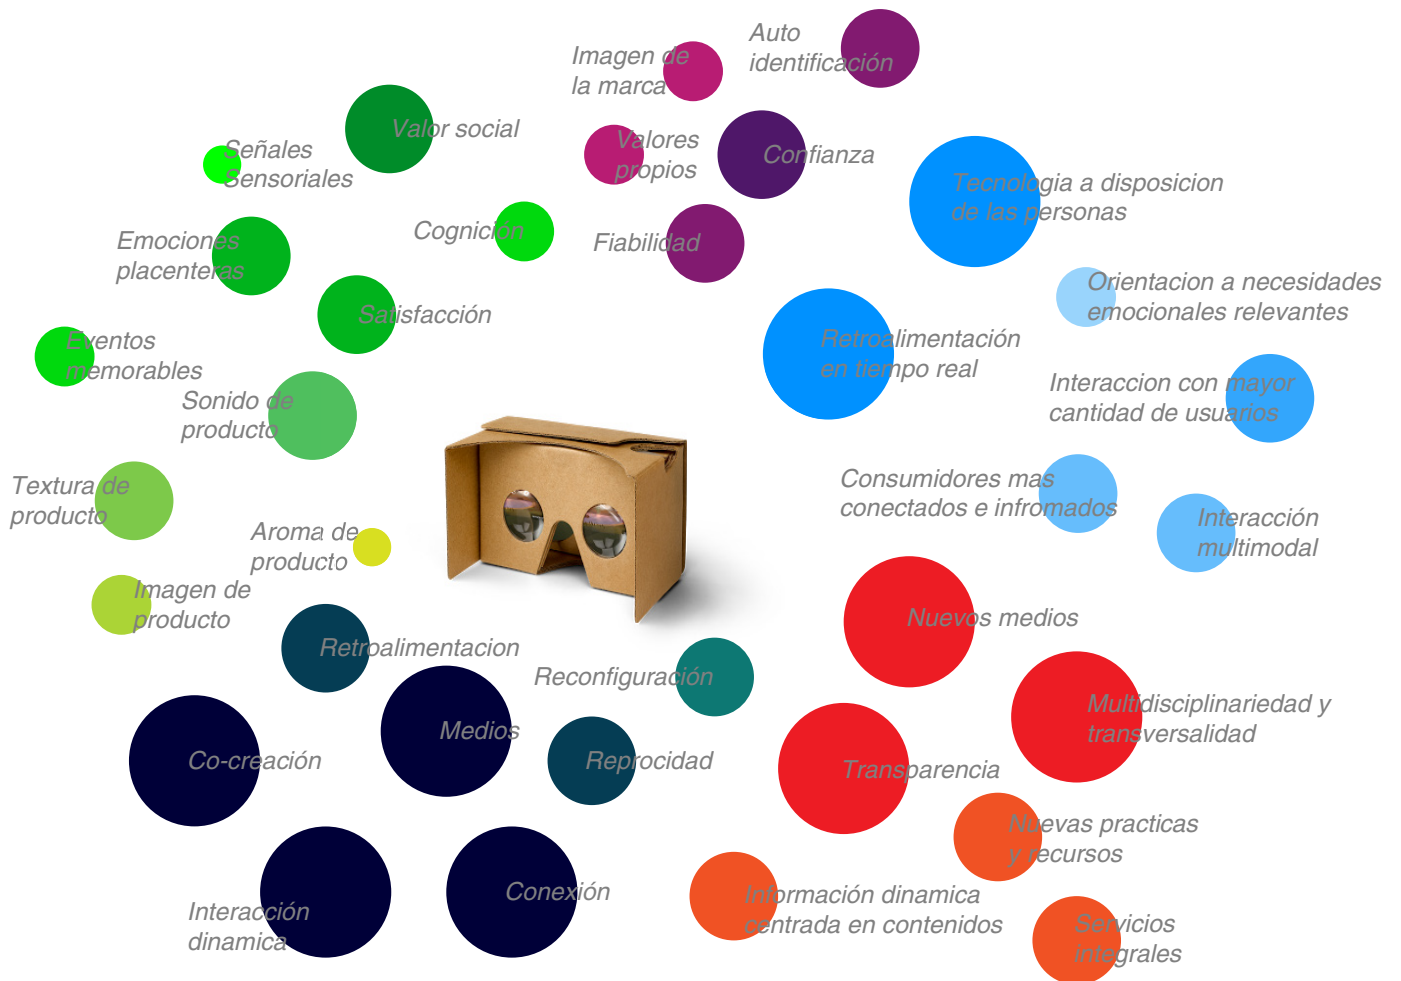 Auto
identificación
Imagen de
la marca
Valor social
Señales
Sensoriales
Valores
propios
Confianza
Tecnologia a disposicion
de las personas
Cognición
Fiabilidad
Emociones
placenteras
Orientacion a necesidades
emocionales relevantes
Satisfacción
Eventos
memorables
Retroalimentación
en tiempo real
Interaccion con mayor
cantidad de usuarios
Sonido de
producto
Textura de
producto
Consumidores mas
conectados e infromados
Interacción
multimodal
Aroma de
producto
Imagen de
producto
Nuevos medios
Retroalimentacion
Reconfiguración
Multidisciplinariedad y
transversalidad
Medios
Co-creación
Reprocidad
Transparencia
Nuevas practicas
y recursos
Conexión
Información dinamica
centrada en contenidos
Interacción
dinamica
Servicios
integrales